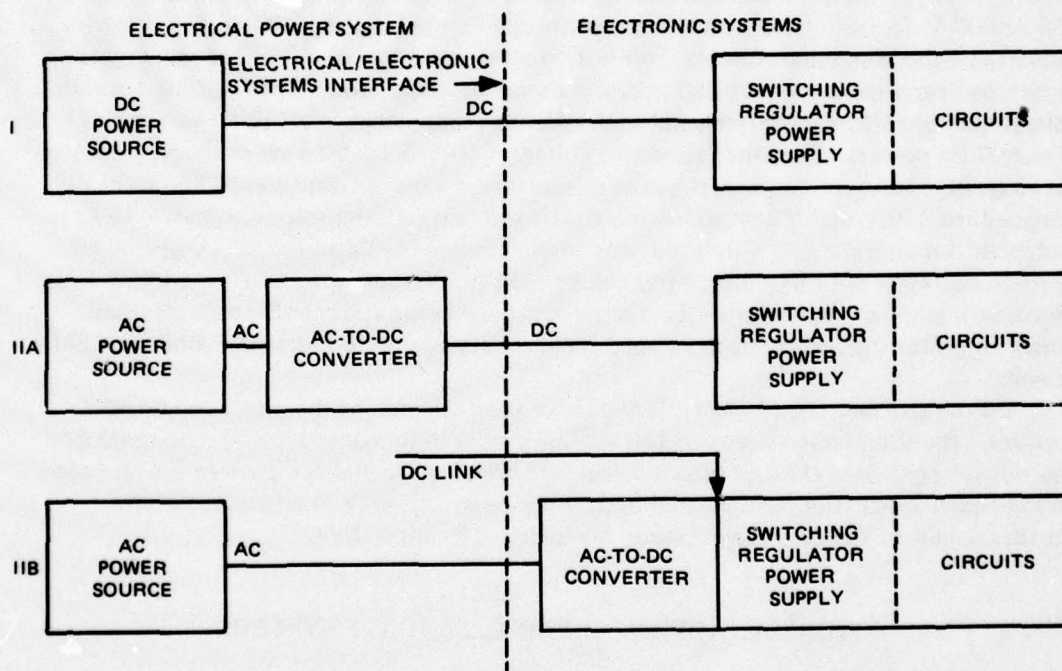 ELECTRICAL POWER SYSTEM
ELECTRONIC SYSTEMS
ELECTRICAL/ELECTRONIC
SYSTEMS INTERFACE
I
DC
POWER
SOURCE
DC
SWITCHING
REGULATOR
POWER
SUPPLY
CIRCUITS
IIA
AC
POWER
SOURCE
AC
AC-TO-DC
CONVERTER
DC
SWITCHING
REGULATOR
POWER
SUPPLY
CIRCUITS
DC LINK
IIB
AC
POWER
SOURCE
AC
AC-TO-DC
CONVERTER
SWITCHING
REGULATOR
POWER
SUPPLY
CIRCUITS